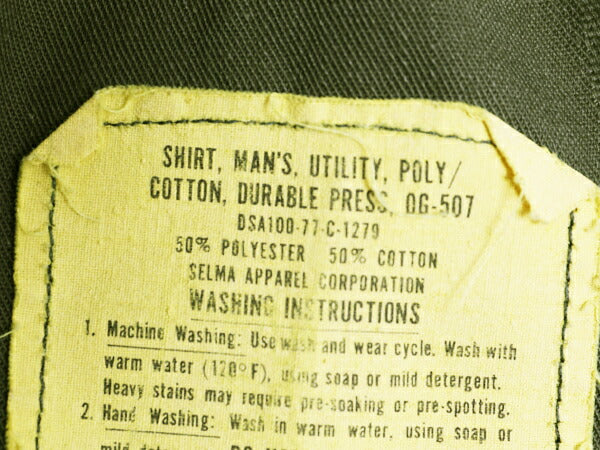 SHIRT, MAN'S, UTILITY, POLY/
COTTON, DURABLE PRESS, OG-507
DSA100-77-C-1279
50% POLYESTER 50% COTTON
SELMA APPAREL CORPORATION
WASHING INSTRUCTIONS
1. Machine Washing: Use wash and wear cycle. Wash with
warm water (120°F), using soap or mild detergent.
Heavy stains may require pre-soaking or pre-spotting.
2. Hand Washing: Wash in warm water, using soap or
mild